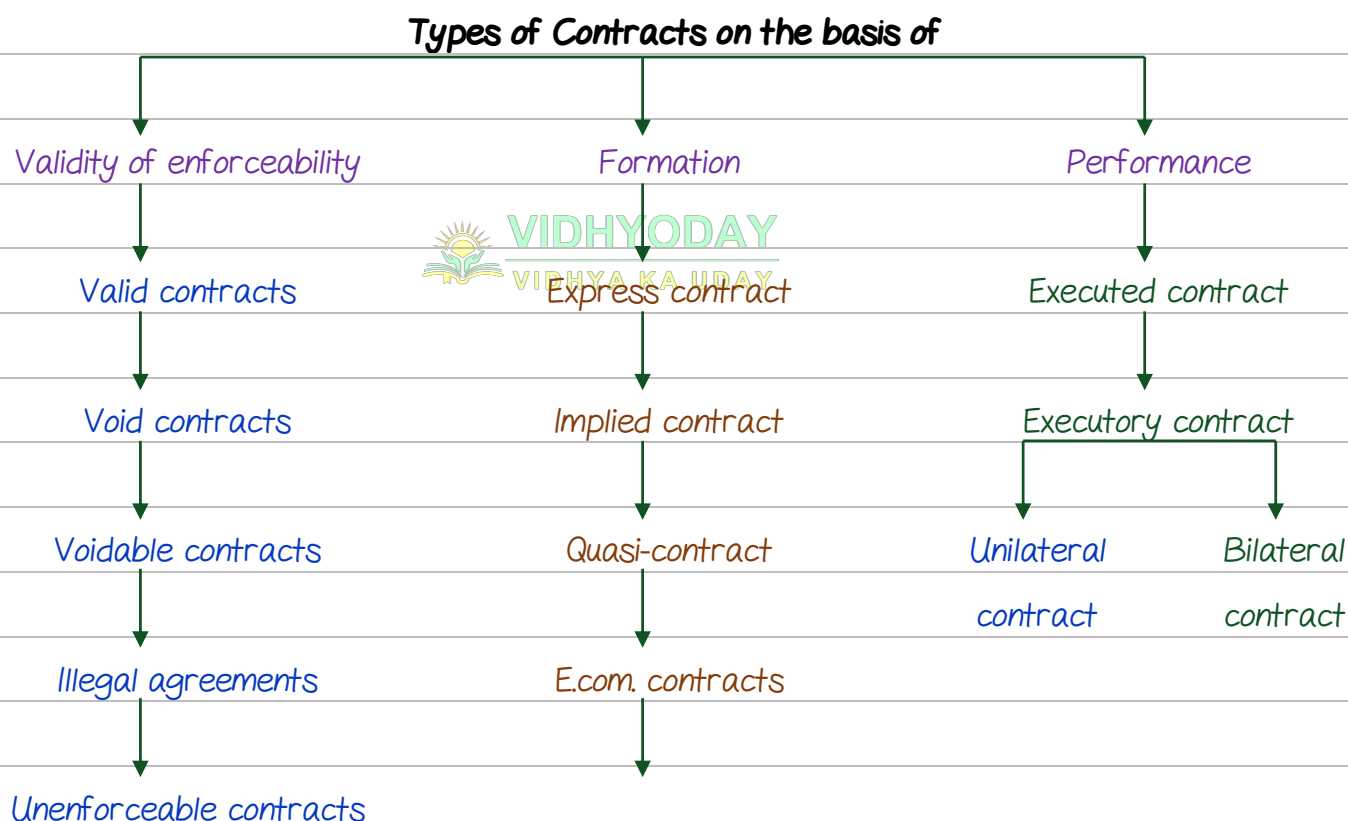 Types of Contracts on the basis of
Validity of enforceability
Formation
Performance
VIDHYODAY
VIDHYA KA UDAY
Valid contracts
Express contract
Executed contract
Void contracts
Implied contract
Executory contract
Voidable contracts
Quasi-contract
Unilateral
contract
Bilateral
contract
Illegal agreements
E.com. contracts
Unenforceable contracts